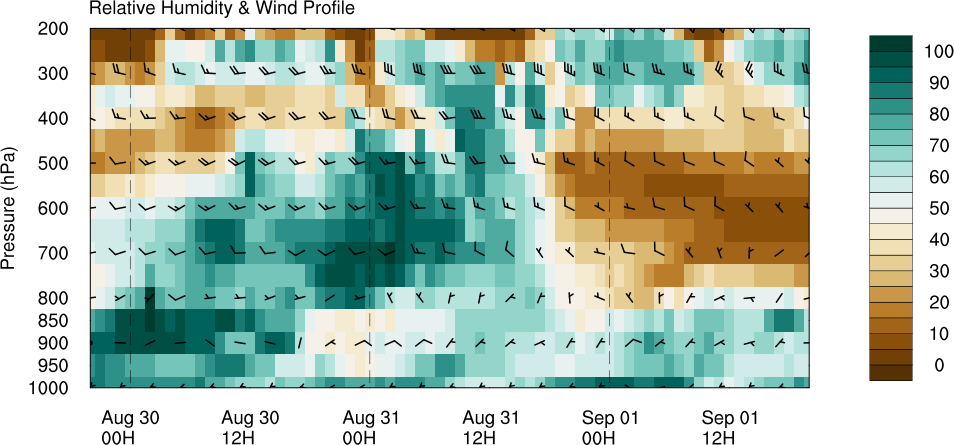 Relative Humidity & Wind Profile
Pressure (hPa)
200
300
400
500
600
700
800
850
900
950
1000
Aug 30 00H
Aug 30 12H
Aug 31 00H
Aug 31 12H
Sep 01 00H
Sep 01 12H
100
90
80
70
60
50
40
30
20
10
0